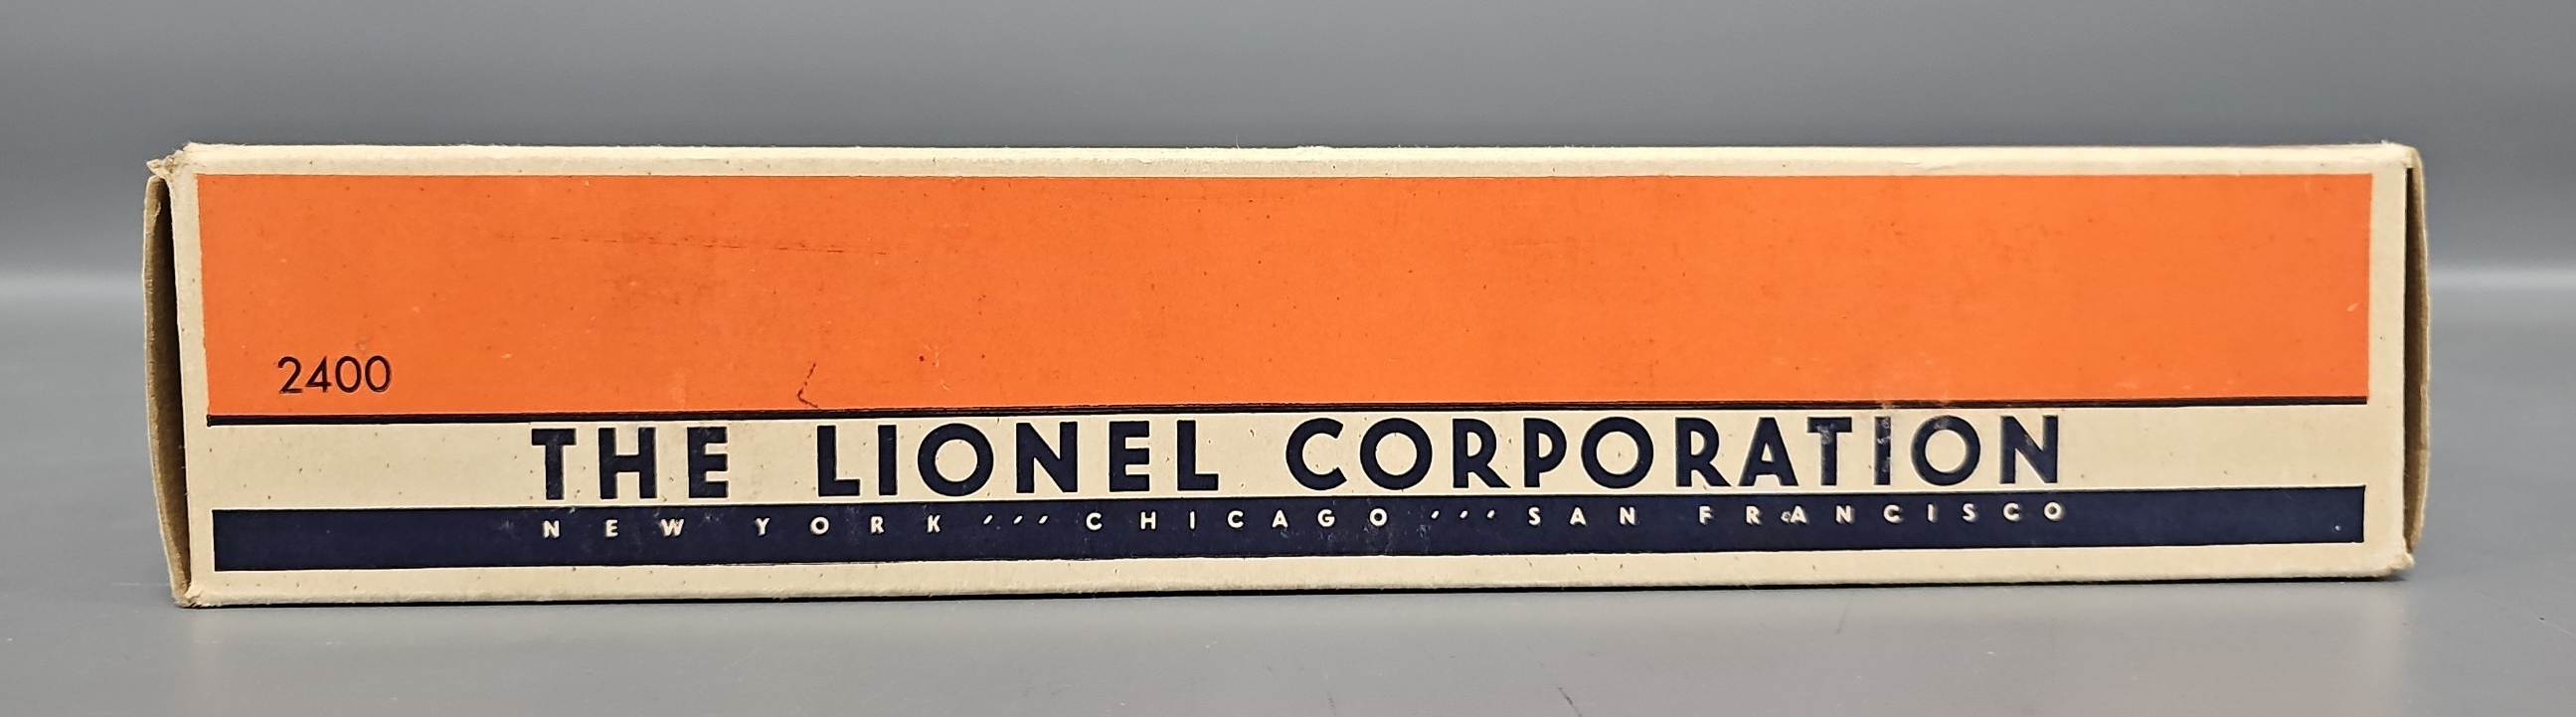 2400
THE LIONEL CORPORATION
NEW YORK ′′′ CHICAGO ′′′ SAN FRANCISCO